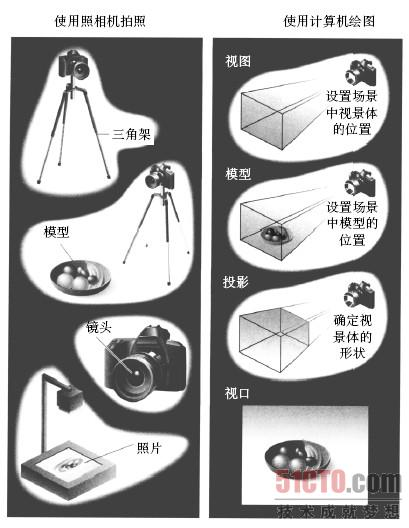 使用照相机拍照
三角架
模型
镜头
照片
使用计算机绘图
视图
设置场景
中视景体
的位置
模型
设置场景
中模型的
位置
投影
确定视
景体的
形状
视口
51CTO.com
技术成就梦想